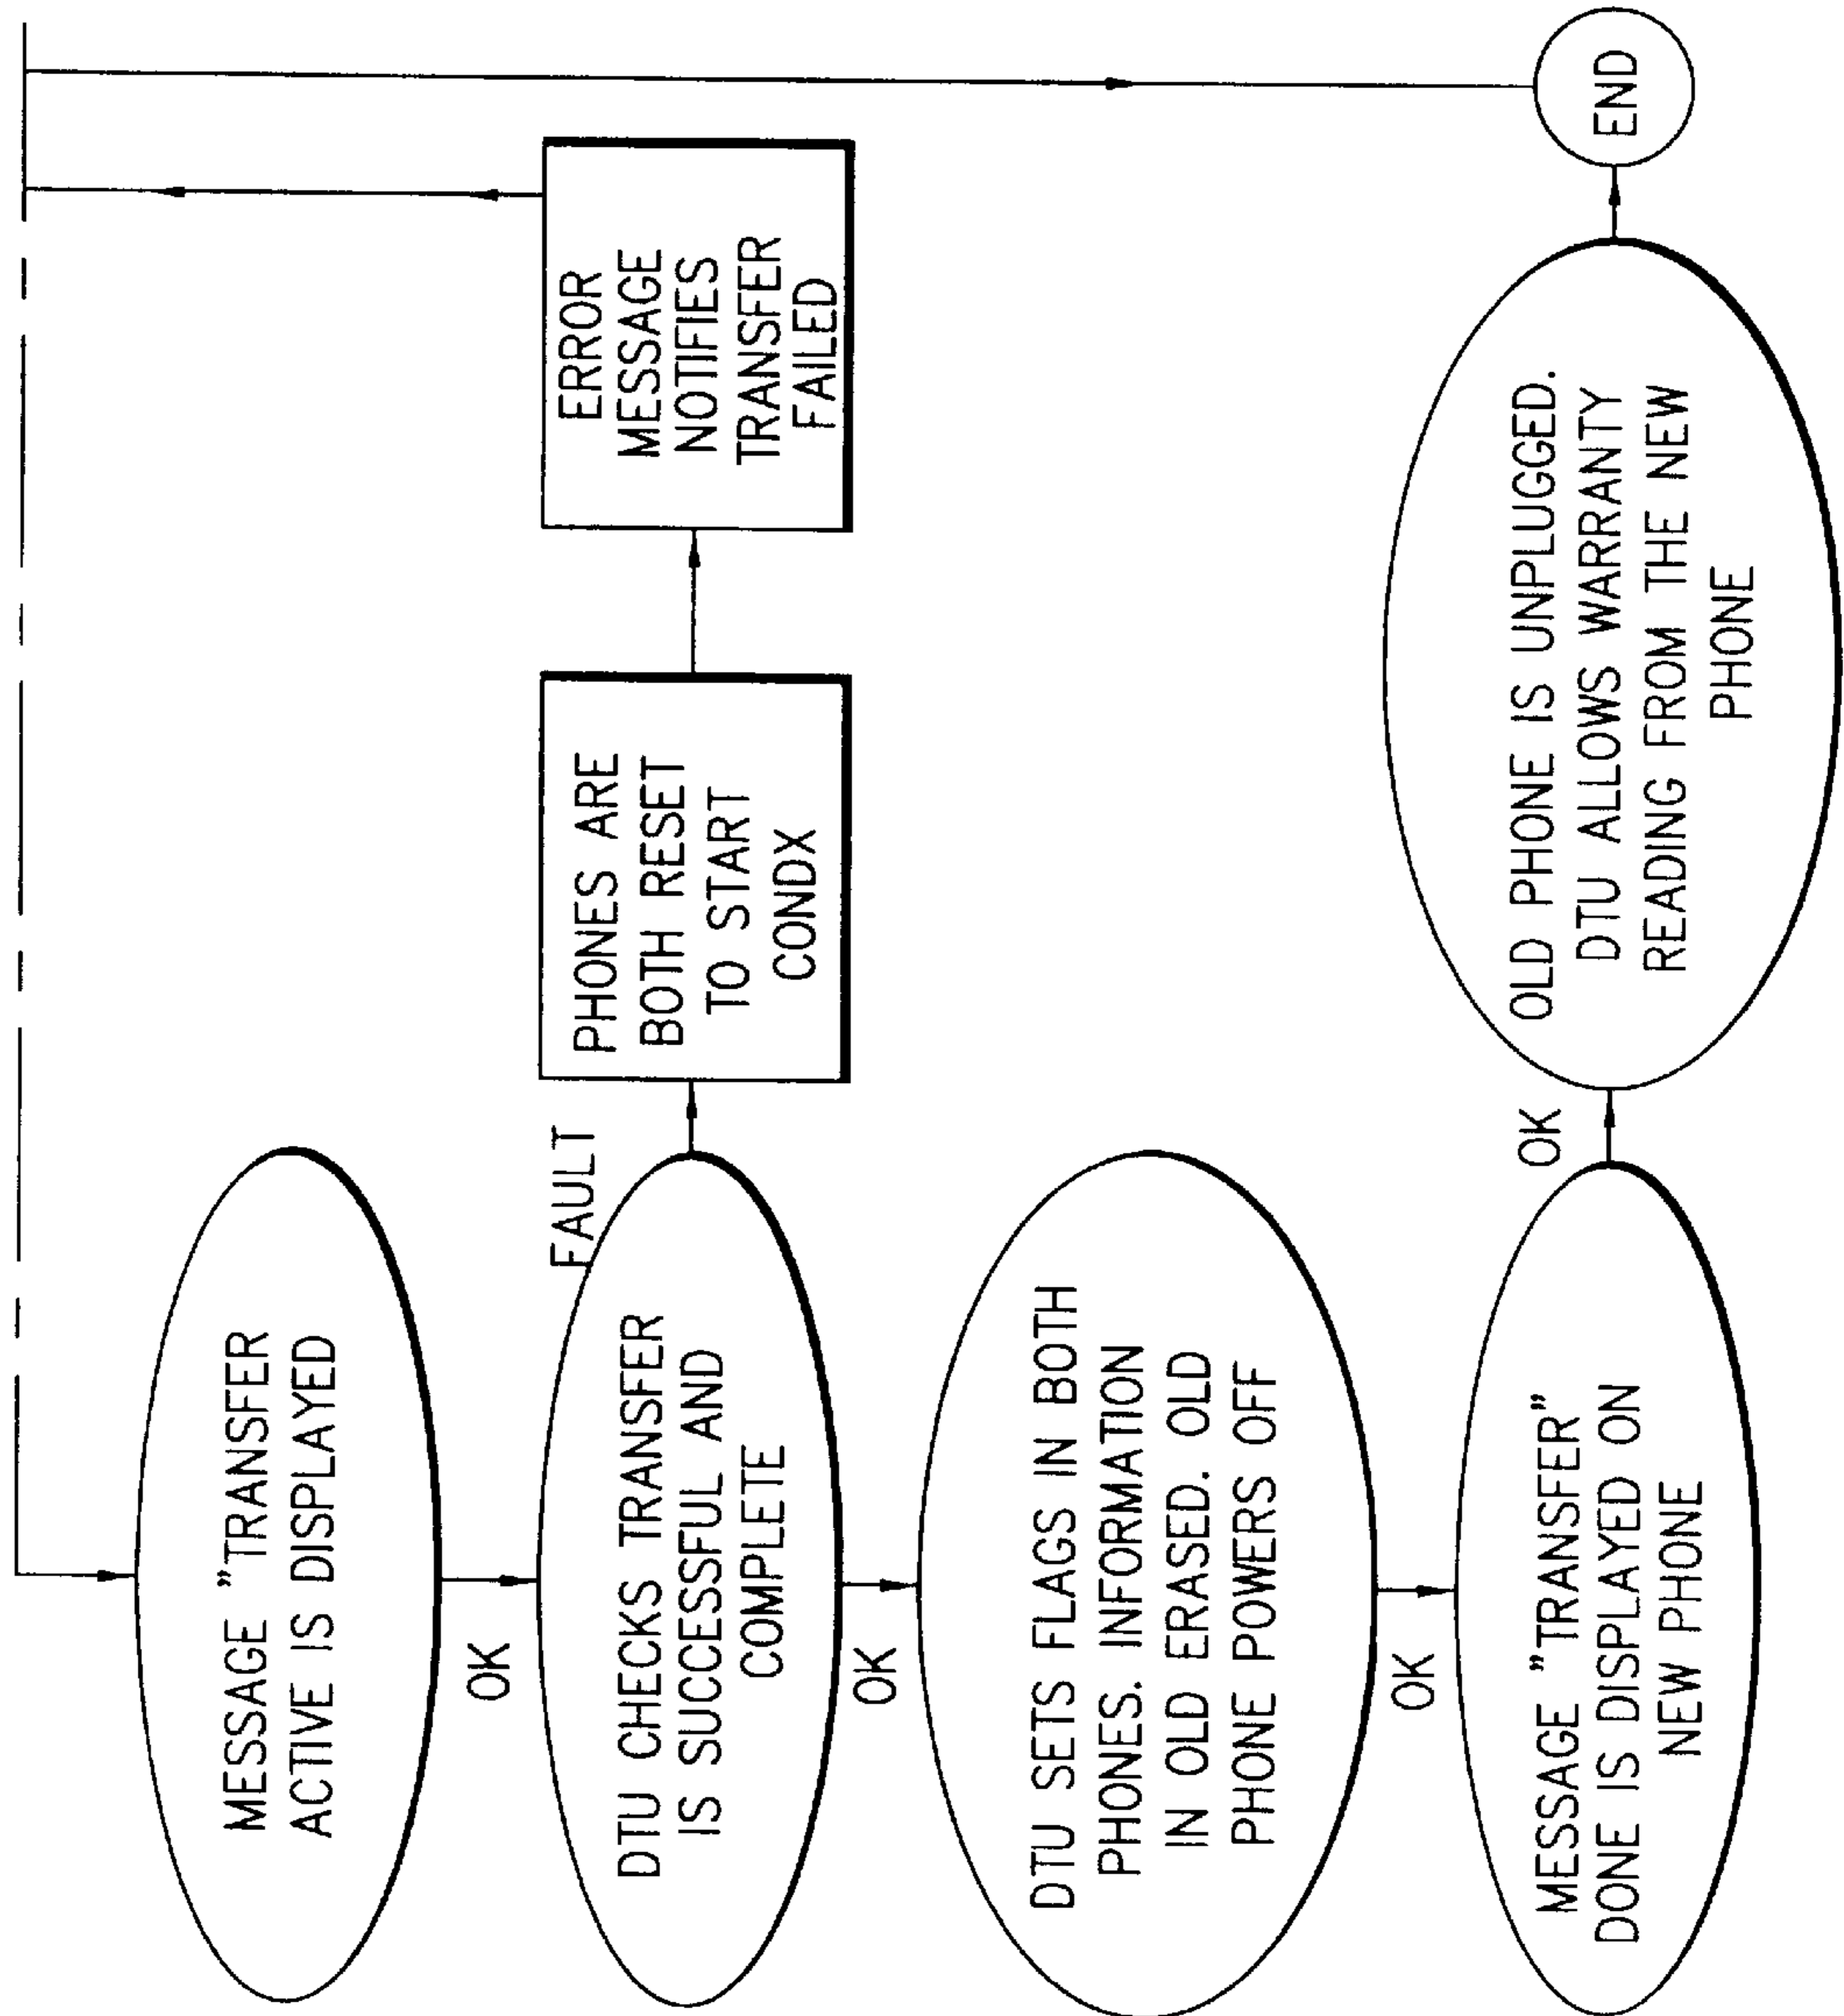 MESSAGE "TRANSFER
ACTIVE IS DISPLAYED
OK
DTU CHECKS TRANSFER
IS SUCCESSFUL AND
COMPLETE
FAULT
PHONES ARE
BOTH RESET
TO START
CONDX
ERROR
MESSAGE
NOTIFIES
TRANSFER
FAILED
OK
DTU SETS FLAGS IN BOTH
PHONES. INFORMATION
IN OLD ERASED. OLD
PHONE POWERS OFF
OK
MESSAGE "TRANSFER"
DONE IS DISPLAYED ON
NEW PHONE
OK
OLD PHONE IS UNPLUGGED.
DTU ALLOWS WARRANTY
READING FROM THE NEW
PHONE
END